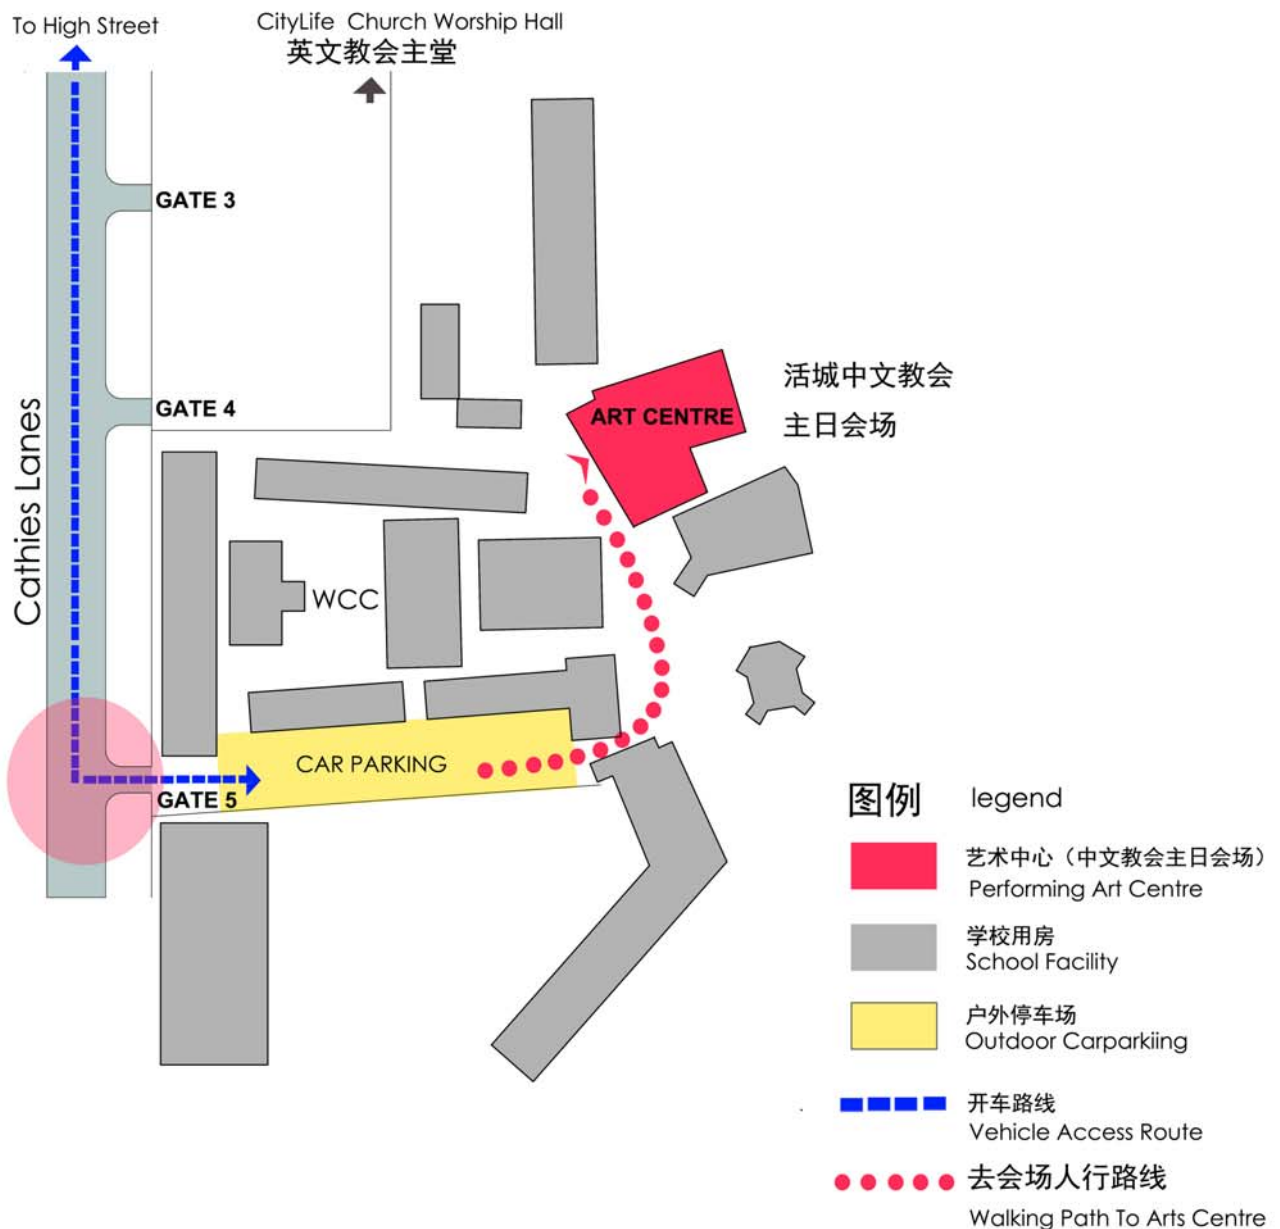 To High Street
CityLife Church Worship Hall
英文教会主堂
GATE 3
GATE 4
Cathies Lanes
ART CENTRE
活城中文教会
主日会场
WCC
CAR PARKING
GATE 5
图例 legend
艺术中心（中文教会主日会场）
Performing Art Centre
学校用房
School Facility
户外停车场
Outdoor Carparkiing
开车路线
Vehicle Access Route
去会场人行路线
Walking Path To Arts Centre